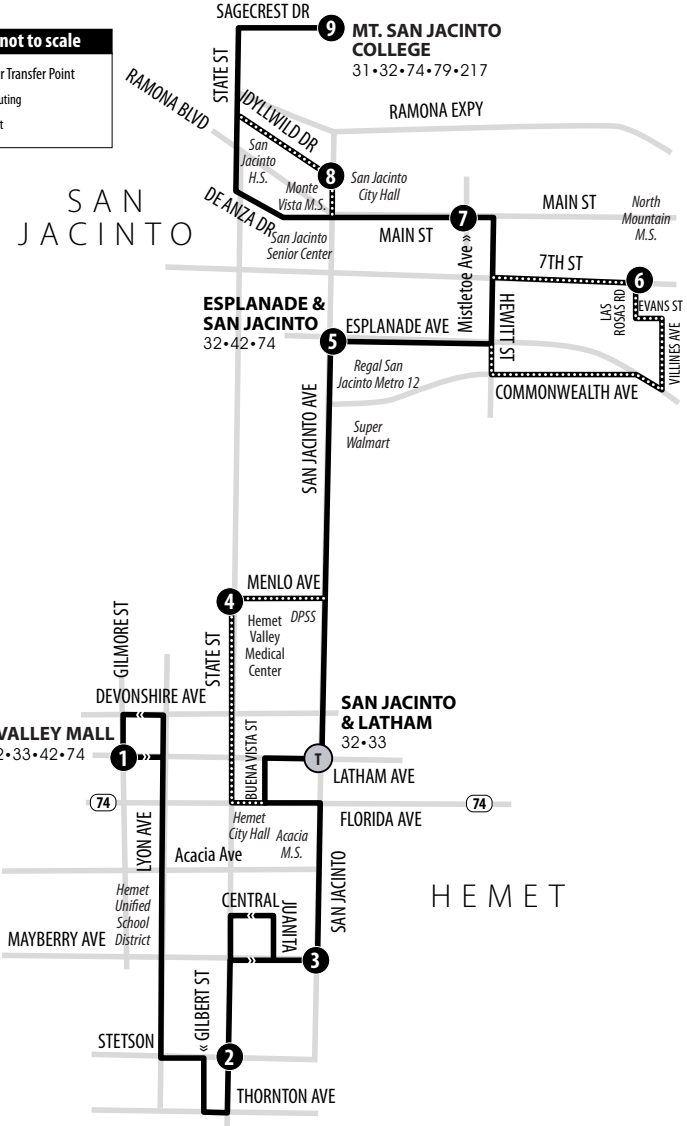 SAGECREST DR
9
MT. SAN JACINTO
COLLEGE
31•32•74•79•217
not to scale
Transfer Point
STATE ST
RAMONA BLVD
IDYLLWILD DR
RAMONA EXPY
San
Jacinto
H.S.
8
San Jacinto
City Hall
Monte
Vista M.S.
SAN
JACINTO
DE ANZA DR
San Jacinto
Senior Center
MAIN ST
7
MAIN ST
North
Mountain
M.S.
Mistletoe Ave »
7TH ST
6
LAS
ROSAS RD
EVANS ST
VILLINES AVE
HEWITT ST
ESPLANADE &
SAN JACINTO
32•42•74
5
ESPLANADE AVE
Regal San
Jacinto Metro 12
COMMONWEALTH AVE
SAN JACINTO AVE
Super
Walmart
MENLO AVE
4
Hemet
Valley
Medical
Center
DPSS
STATE ST
GILMORE ST
DEVONSHIRE AVE
«
VALLEY MALL
33•42•74
1
»
BUENA VISTA ST
SAN JACINTO
& LATHAM
32•33
T
LATHAM AVE
74
74
FLORIDA AVE
Hemet
City Hall
Acacia
M.S.
LYON AVE
Acacia Ave
SAN JACINTO
HEMET
Hemet
Unified
School
District
CENTRAL
«
JUANITA
MAYBERRY AVE
»
3
« GILBERT ST
STETSON
2
THORNTON AVE